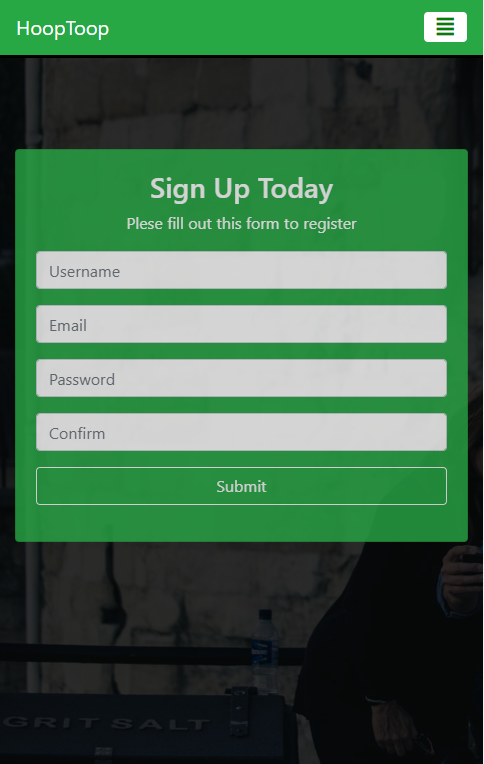 HoopToop
Sign Up Today
Plese fill out this form to register
Username
Email
Password
Confirm
Submit
GRIT SALT